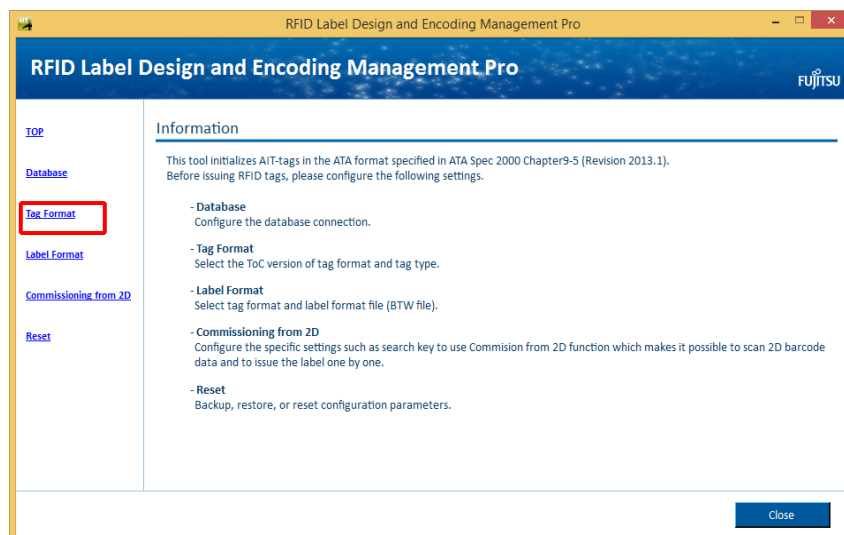 AIT
RFID Label Design and Encoding Management Pro
RFID Label Design and Encoding Management Pro
FUJITSU
TOP
Database
Tag Format
Label Format
Commissioning from 2D
Reset
Information
This tool initializes AIT-tags in the ATA format specified in ATA Spec 2000 Chapter9-5 (Revision 2013.1).
Before issuing RFID tags, please configure the following settings.
- Database
Configure the database connection.
- Tag Format
Select the ToC version of tag format and tag type.
- Label Format
Select tag format and label format file (BTW file).
- Commissioning from 2D
Configure the specific settings such as search key to use Commision from 2D function which makes it possible to scan 2D barcode
data and to issue the label one by one.
- Reset
Backup, restore, or reset configuration parameters.
Close